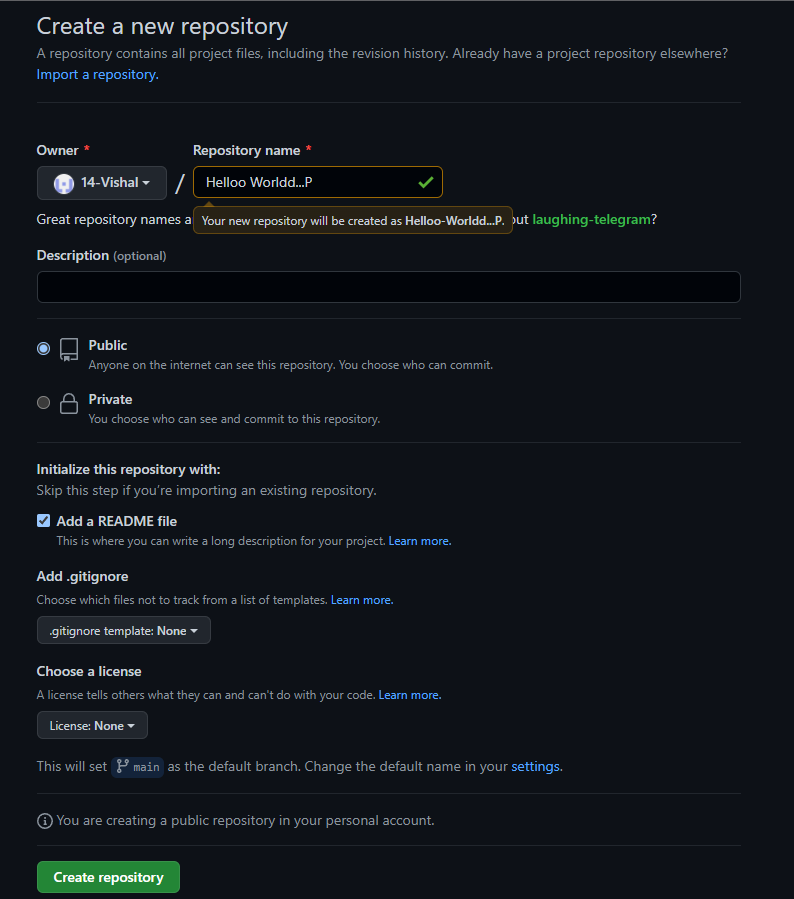 Create a new repository
A repository contains all project files, including the revision history. Already have a project repository elsewhere?
Import a repository.
Owner *
Repository name *
14-Vishal
/
Helloo Worldd...P
Great repository names a
Your new repository will be created as Helloo-Worldd...P.
out laughing-telegram?
Description (optional)
Public
Anyone on the internet can see this repository. You choose who can commit.
Private
You choose who can see and commit to this repository.
Initialize this repository with:
Skip this step if you're importing an existing repository.
Add a README file
This is where you can write a long description for your project. Learn more.
Add .gitignore
Choose which files not to track from a list of templates. Learn more.
.gitignore template: None
Choose a license
A license tells others what they can and can't do with your code. Learn more.
License: None
This will set main as the default branch. Change the default name in your settings.
You are creating a public repository in your personal account.
Create repository